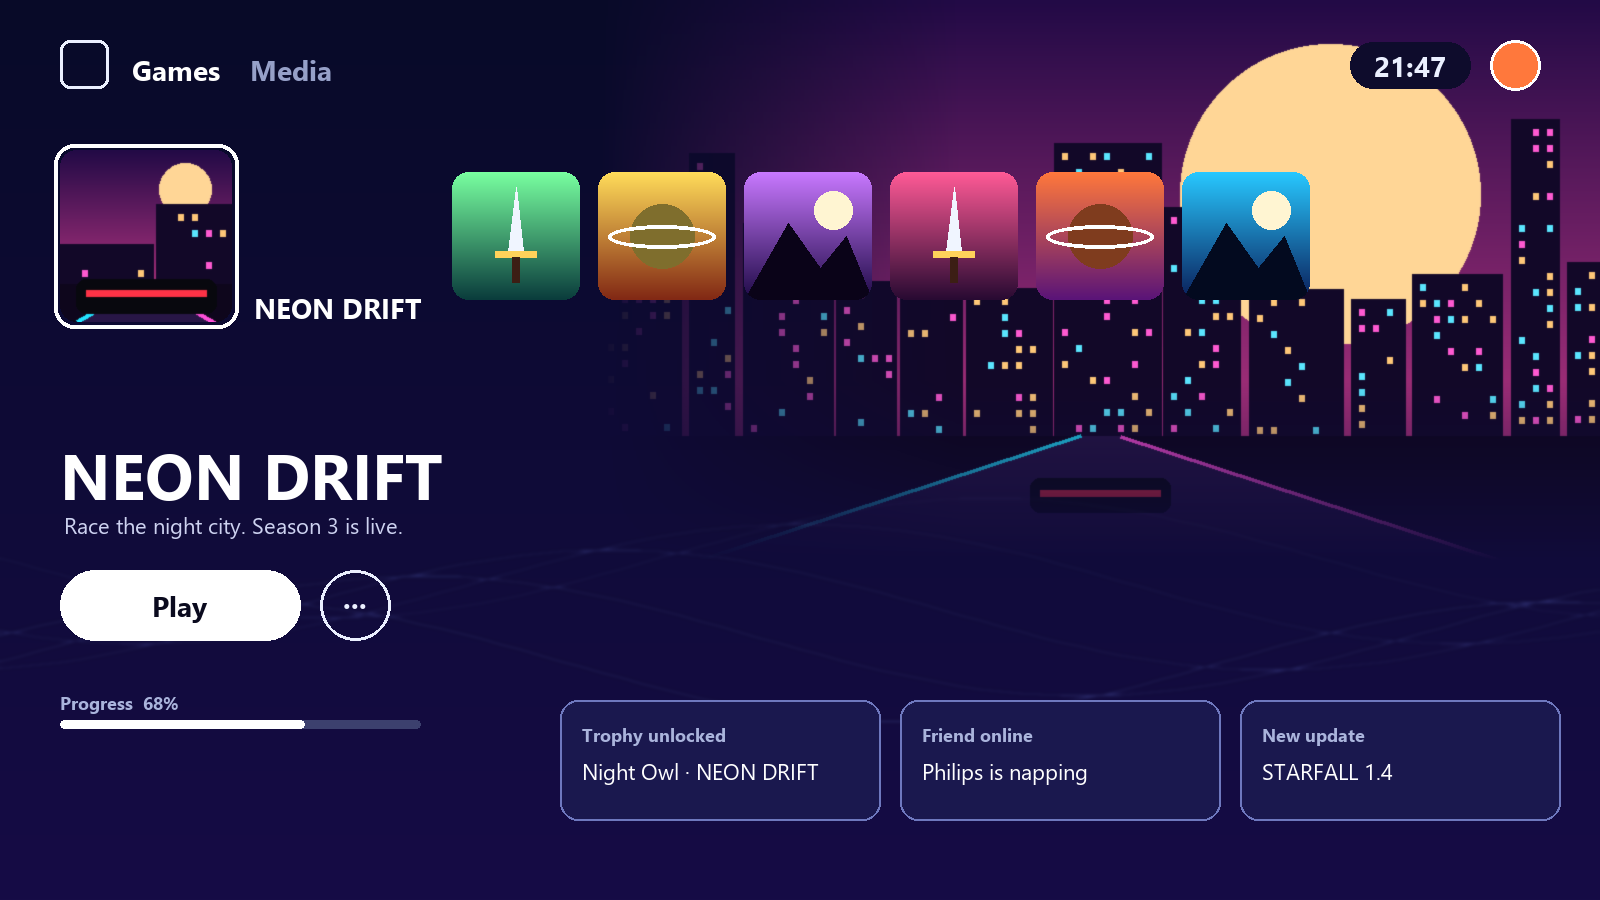 Games Media
21:47
NEON DRIFT
NEON DRIFT
Race the night city. Season 3 is live.
Play
Progress 68%
Trophy unlocked
Night Owl · NEON DRIFT
Friend online
Philips is napping
New update
STARFALL 1.4